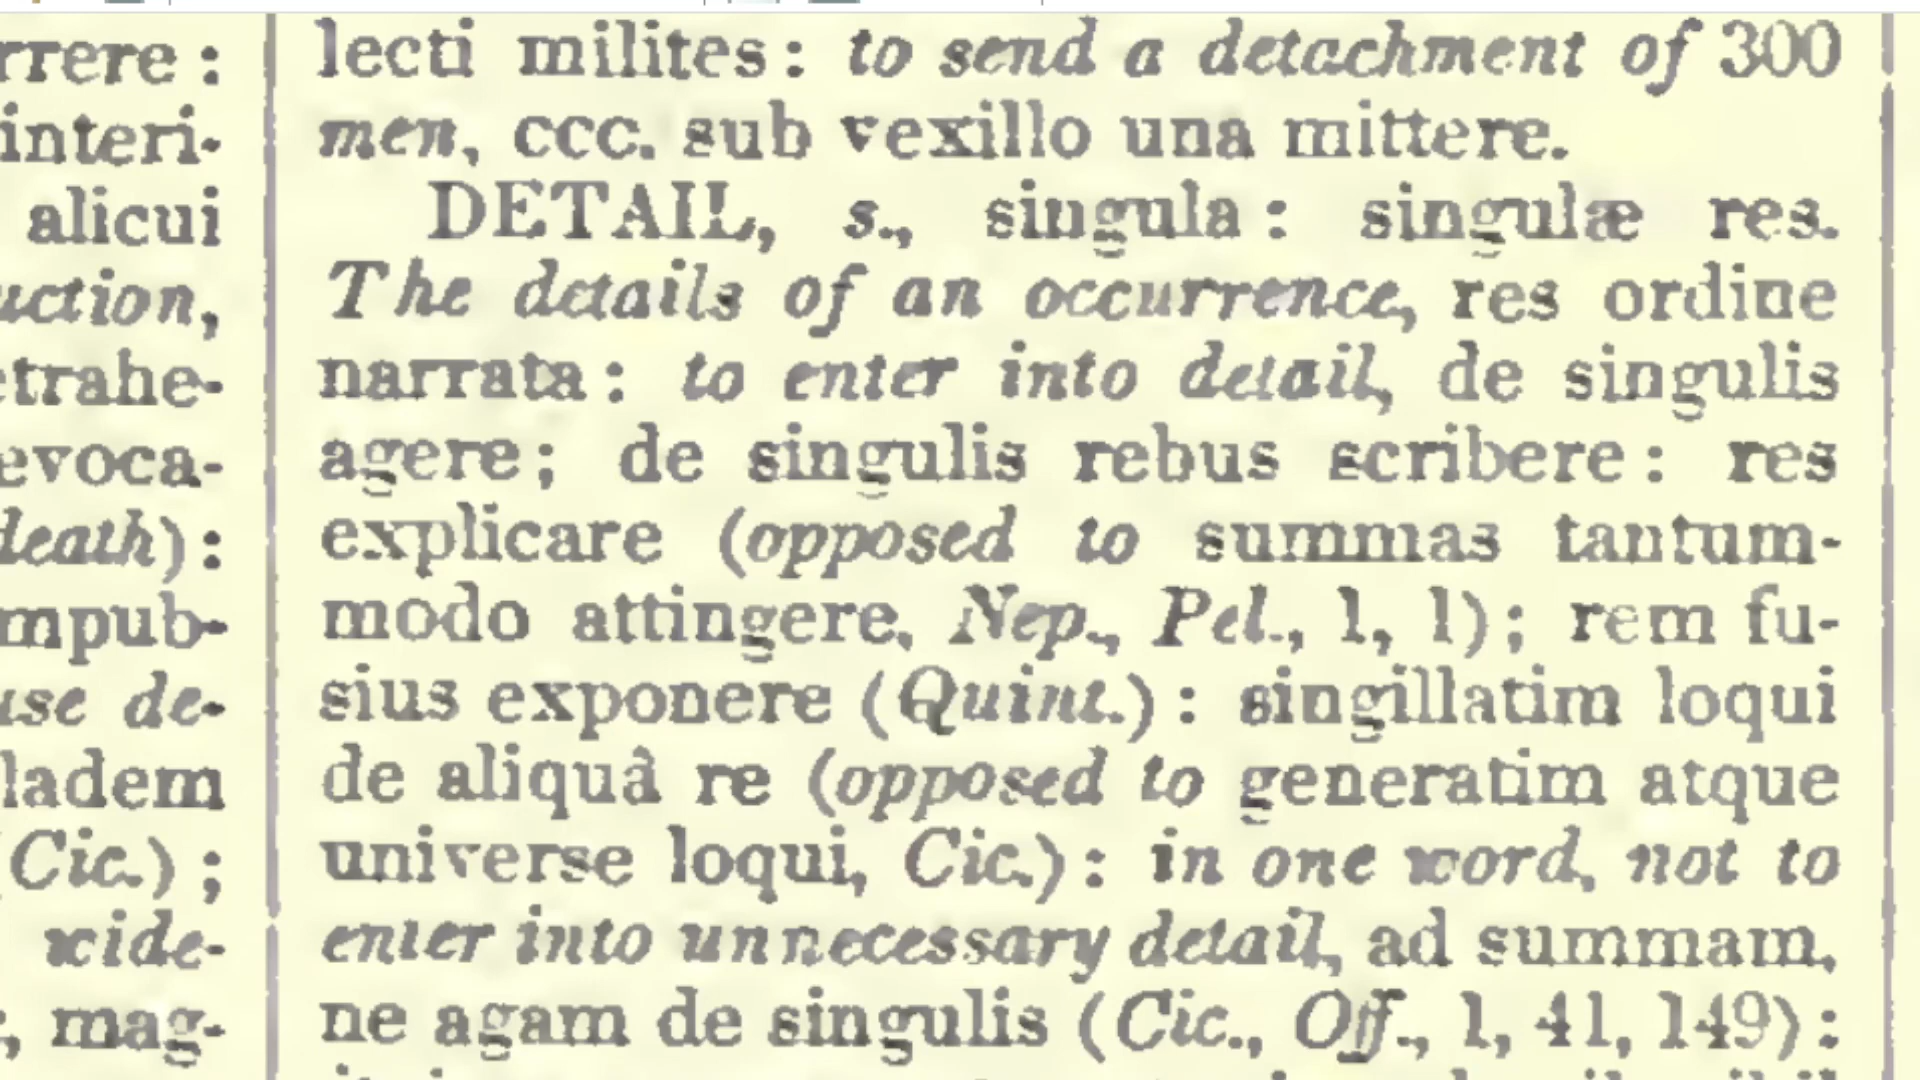 rrere :
interi-
alicui
uction,
etrahe-
evoca-
death) :
mpub-
use de-
ladem
(Cic.) ;
wide-
, mag-
lecti milites : to send a detachment of 300
men, CCC. sub vexillo una mittere.
DETAIL, s., singula : singulæ res.
The details of an occurrence, res ordine
narrata : to enter into detail, de singulis
agere ; de singulis rebus scribere : res
explicare (opposed to summas tantum-
modo attingere, Nep., Pel., 1, 1) ; rem fu-
sius exponere (Quint.) : singillatim loqui
de aliquâ re (opposed to generatim atque
universe loqui, Cic.) : in one word, not to
enter into unnecessary detail, ad summam,
ne agam de singulis (Cic., Off., 1, 41, 149) :